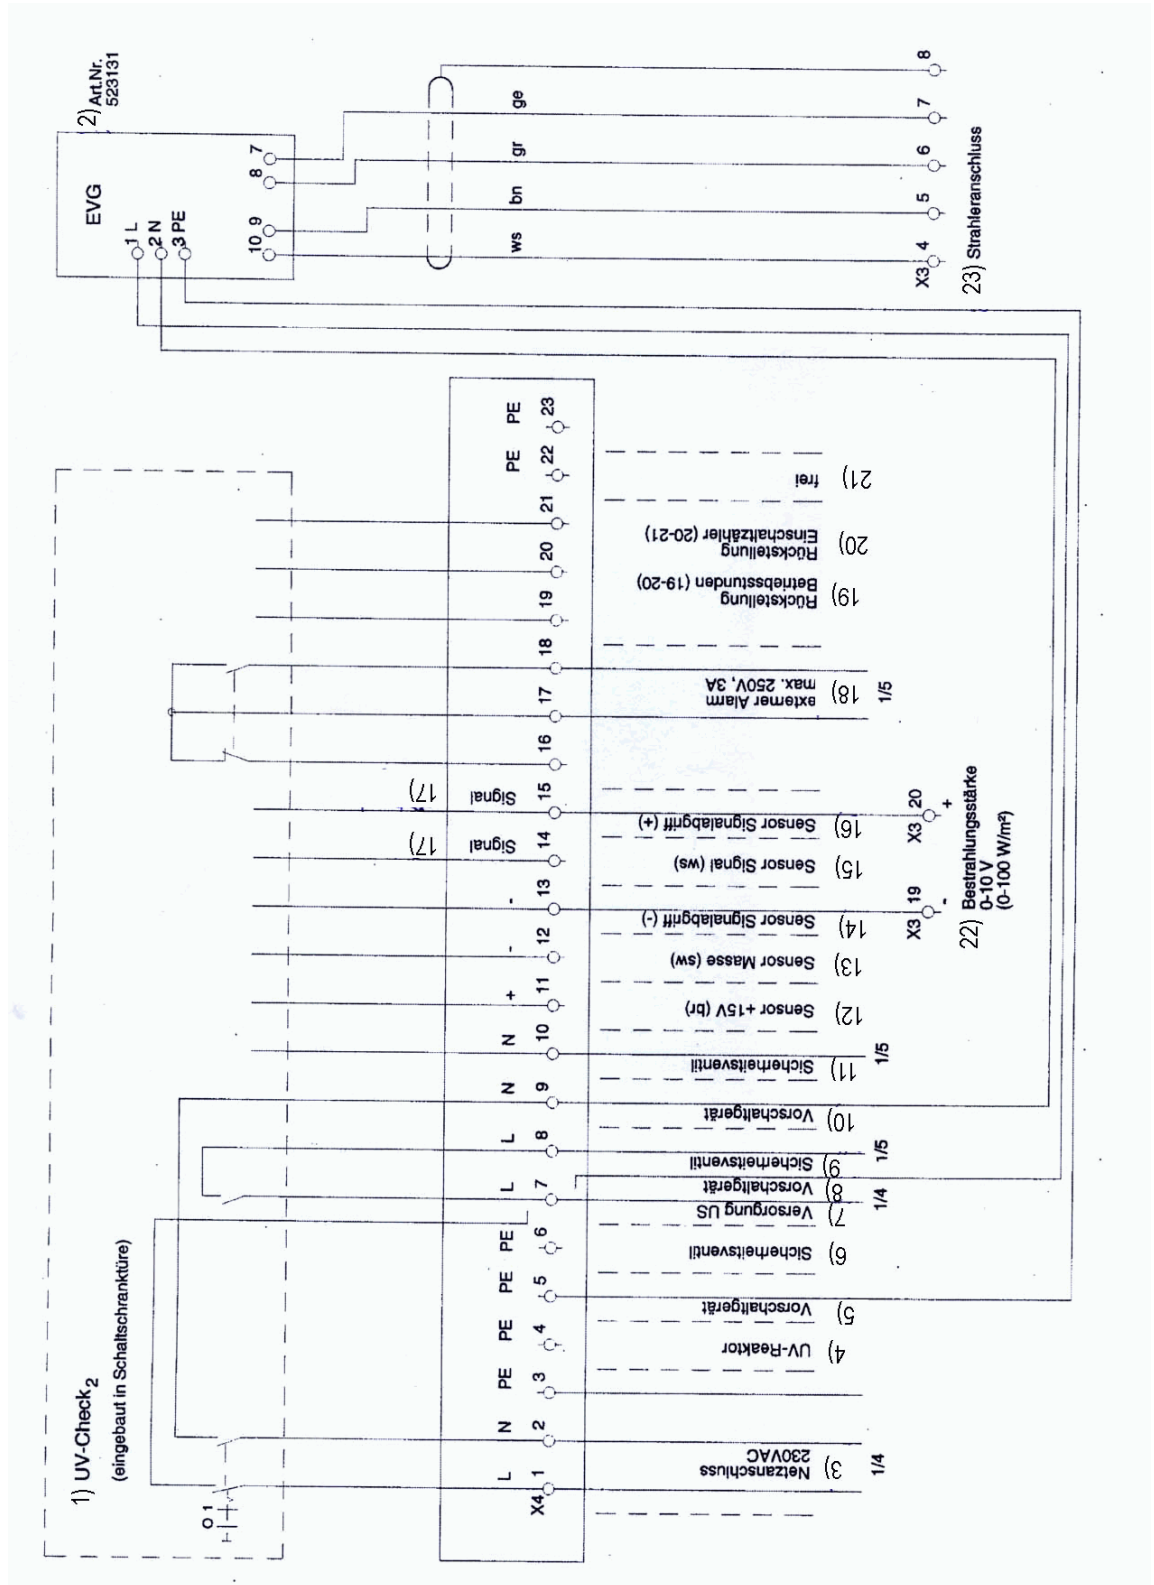 1) UV-Check2
(eingebaut in Schaltschranktüre)
0 1
2) Art.Nr.
523131
EVG
1 L
2 N
3 PE
10
9
8
7
ws
bn
gr
ge
X3 4
5
6
7
8
23) Strahleranschluss
X4
L 1
N 2
PE 3
PE 4
PE 5
PE 6
L 7
L 8
N 9
N 10
+ 11
- 12
- 13
Signal 14
17)
Signal 15
17)
16
17
18
19
20
21
PE 22
PE 23
Netzanschluss
230VAC
3)
1/4
UV-Reaktor
4)
Vorschaltgerät
5)
Sicherheitsventil
6)
Versorgung US
7)
Vorschaltgerät
8)
1/4
Sicherheitsventil
9)
1/5
Vorschaltgerät
10)
Sicherheitsventil
11)
1/5
Sensor +15V (br)
12)
Sensor Masse (sw)
13)
Sensor Signalabgriff (-)
14)
Sensor Signal (ws)
15)
Sensor Signalabgriff (+)
16)
externer Alarm
max. 250V, 3A
18)
1/5
Rückstellung
Betriebsstunden (19-20)
19)
Rückstellung
Einschaltzähler (20-21)
20)
frei
21)
X3 19
-
X3 20
+
22) Bestrahlungsstärke
0-10 V
(0-100 W/m²)